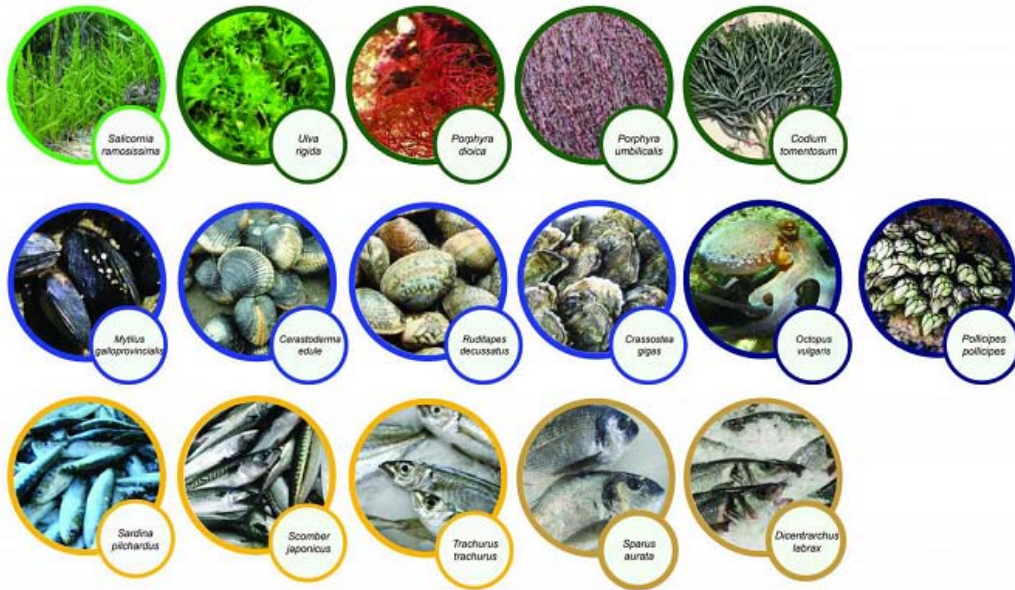 Salicornia
ramosissima
Ulva
rigida
Porphyra
dioica
Porphyra
umbilicalis
Codium
tomentosum
Mytilus
galloprovincialis
Cerastoderma
edule
Ruditapes
decussatus
Crassostea
gigas
Octopus
vulgaris
Pollicipes
pollicipes
Sardina
pilchardus
Scomber
japonicus
Trachurus
trachurus
Sparus
aurata
Dicentrarchus
labrax